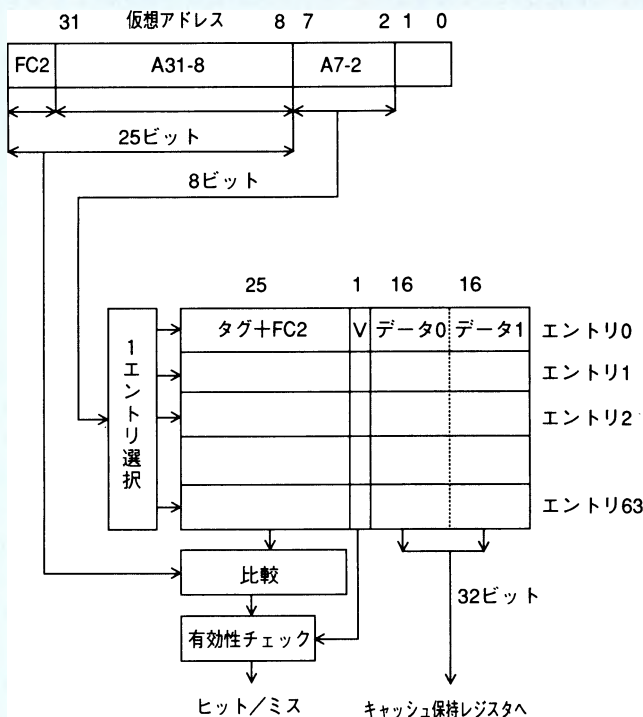 31 仮想アドレス 8 7 2 1 0
FC2 A31-8 A7-2
25ビット
8ビット
25 1 16 16
タグ＋FC2 V データ0 データ1 エントリ0
エントリ1
エントリ2
エントリ63
1エントリ選択
比較
32ビット
有効性チェック
ヒット／ミス キャッシュ保持レジスタへ